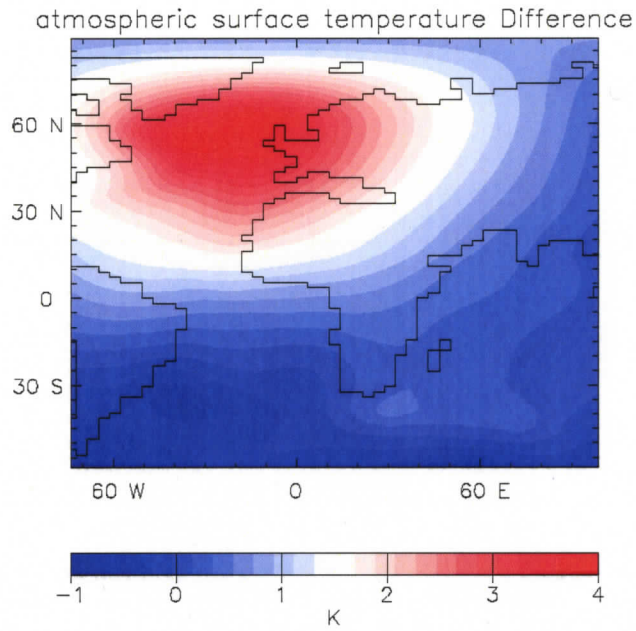 atmospheric surface temperature Difference
60 N
30 N
0
30 S
60 W 0 60 E
-1 0 1 2 3 4
K